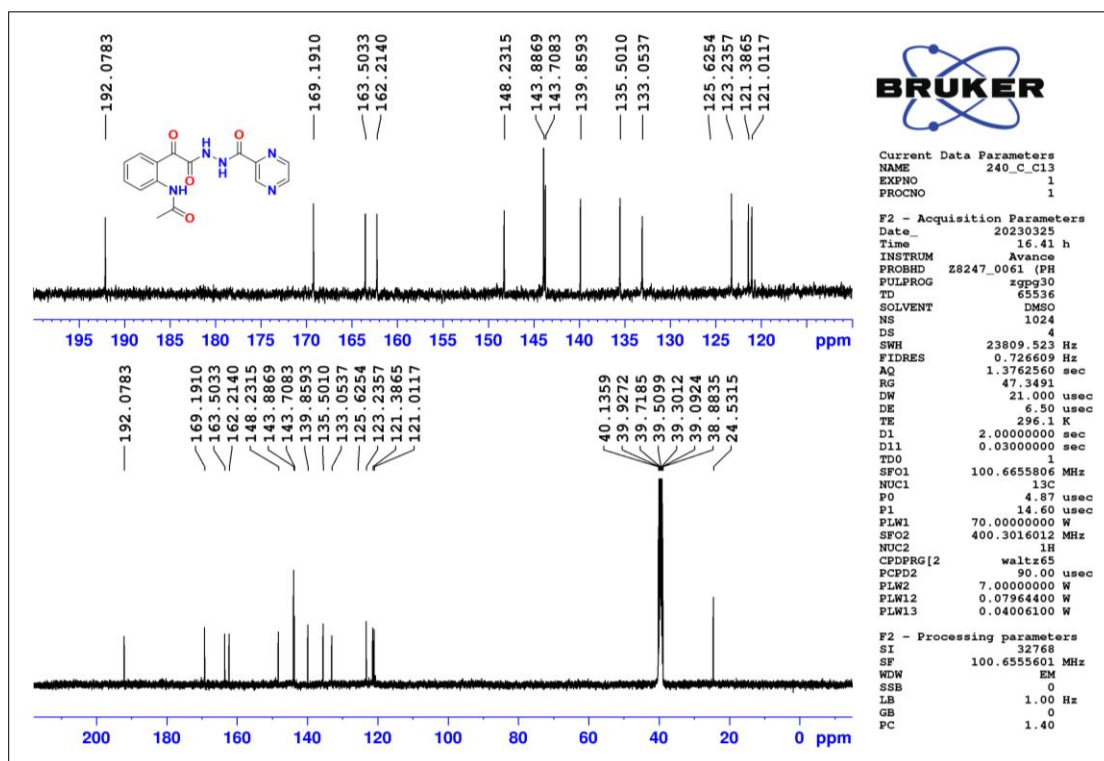 192.0783
169.1910
163.5033
162.2140
148.2315
143.8869
143.7083
139.8593
135.5010
133.0537
125.6254
123.2357
121.3865
121.0117
O
H
N
N
H
O
O
N
N
NH
O
195 190 185 180 175 170 165 160 155 150 145 140 135 130 125 120 ppm
192.0783
169.1910
163.5033
162.2140
148.2315
143.8869
143.7083
139.8593
135.5010
133.0537
125.6254
123.2357
121.3865
121.0117
40.1359
39.9272
39.7185
39.5099
39.3012
39.0924
38.8835
24.5315
200 180 160 140 120 100 80 60 40 20 0 ppm
BRUKER
Current Data Parameters
NAME 240_C_C13
EXPNO 1
PROCNO 1
F2 - Acquisition Parameters
Date_ 20230325
Time 16.41 h
INSTRUM Avance
PROBHD Z8247_0061 (PH
PULPROG zgpg30
TD 65536
SOLVENT DMSO
NS 1024
DS 4
SWH 23809.523 Hz
FIDRES 0.726609 Hz
AQ 1.3762560 sec
RG 47.3491
DW 21.000 usec
DE 6.50 usec
TE 296.1 K
D1 2.00000000 sec
D11 0.03000000 sec
TD0 1
SFO1 100.6655806 MHz
NUC1 13C
P0 4.87 usec
P1 14.60 usec
PLW1 70.00000000 W
SFO2 400.3016012 MHz
NUC2 1H
CPDPRG[2 waltz65
PCPD2 90.00 usec
PLW2 7.00000000 W
PLW12 0.07964400 W
PLW13 0.04006100 W
F2 - Processing parameters
SI 32768
SF 100.6555601 MHz
WDW EM
SSB 0
LB 1.00 Hz
GB 0
PC 1.40